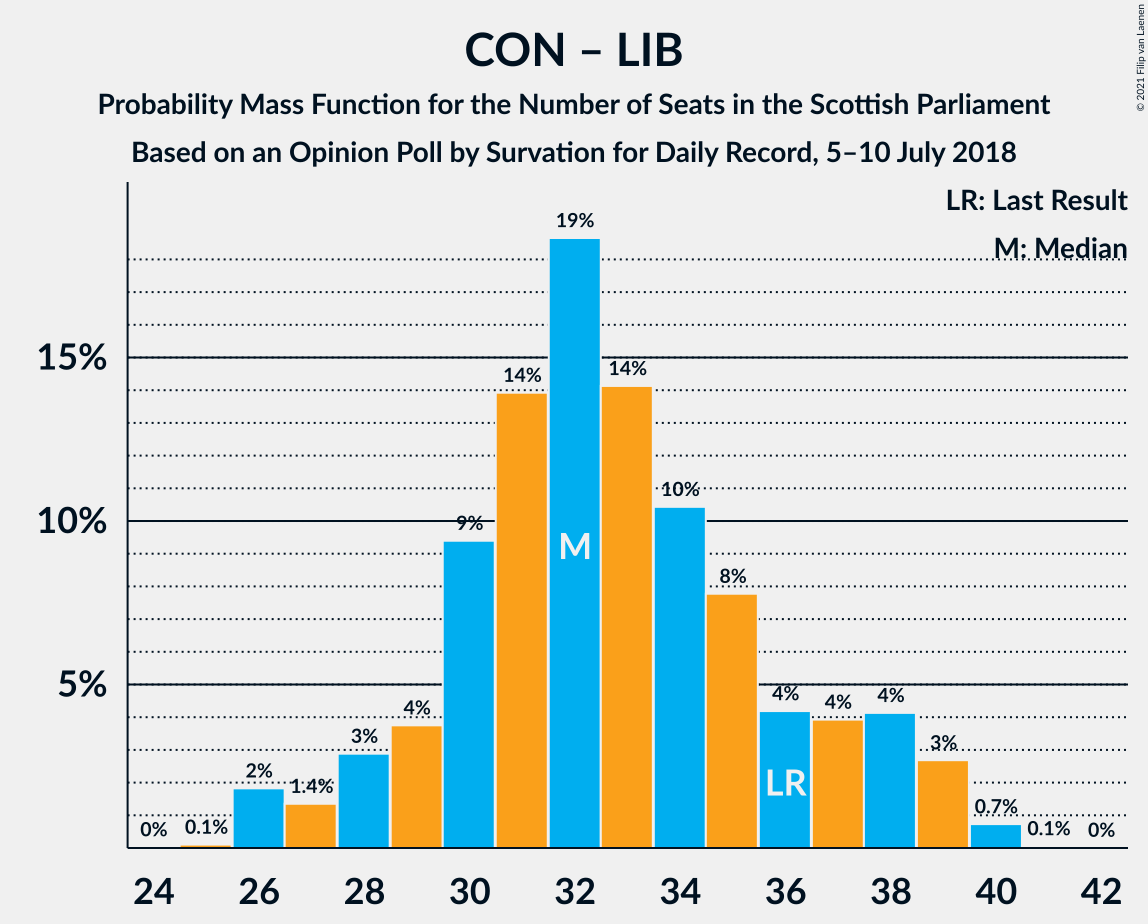 CON – LIB
Probability Mass Function for the Number of Seats in the Scottish Parliament
Based on an Opinion Poll by Survation for Daily Record, 5–10 July 2018
© 2021 Filip van Laenen
LR: Last Result
M: Median
15%
10%
5%
0%
0.1%
2%
1.4%
3%
4%
9%
14%
19%
14%
10%
8%
4%
4%
4%
3%
0.7%
0.1%
0%
M
LR
24 26 28 30 32 34 36 38 40 42